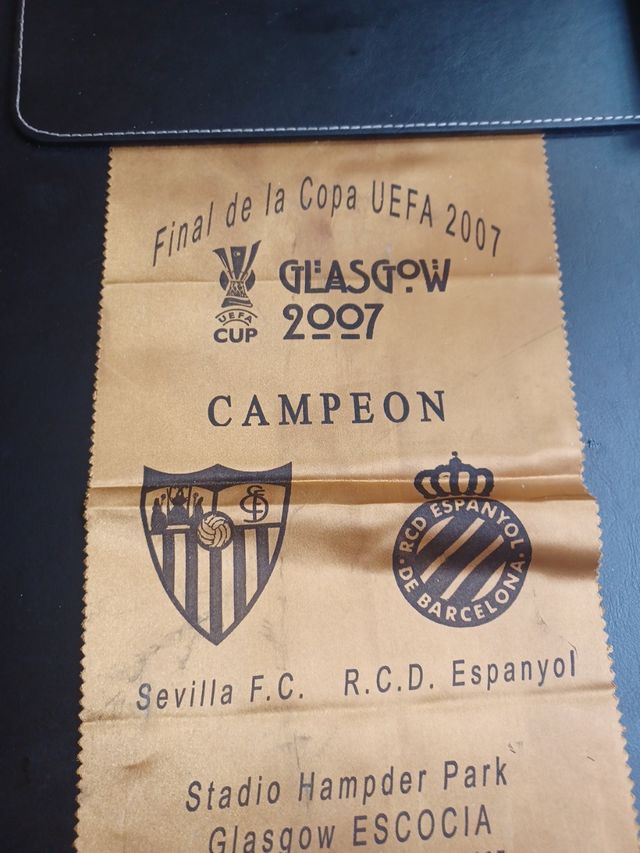 Final de la Copa UEFA 2007
GLASGOW
2007
UEFA
CUP
CAMPEON
RCD ESPANYOL
DE BARCELONA
Sevilla F.C. R.C.D. Espanyol
Stadio Hampder Park
Glasgow ESCOCIA